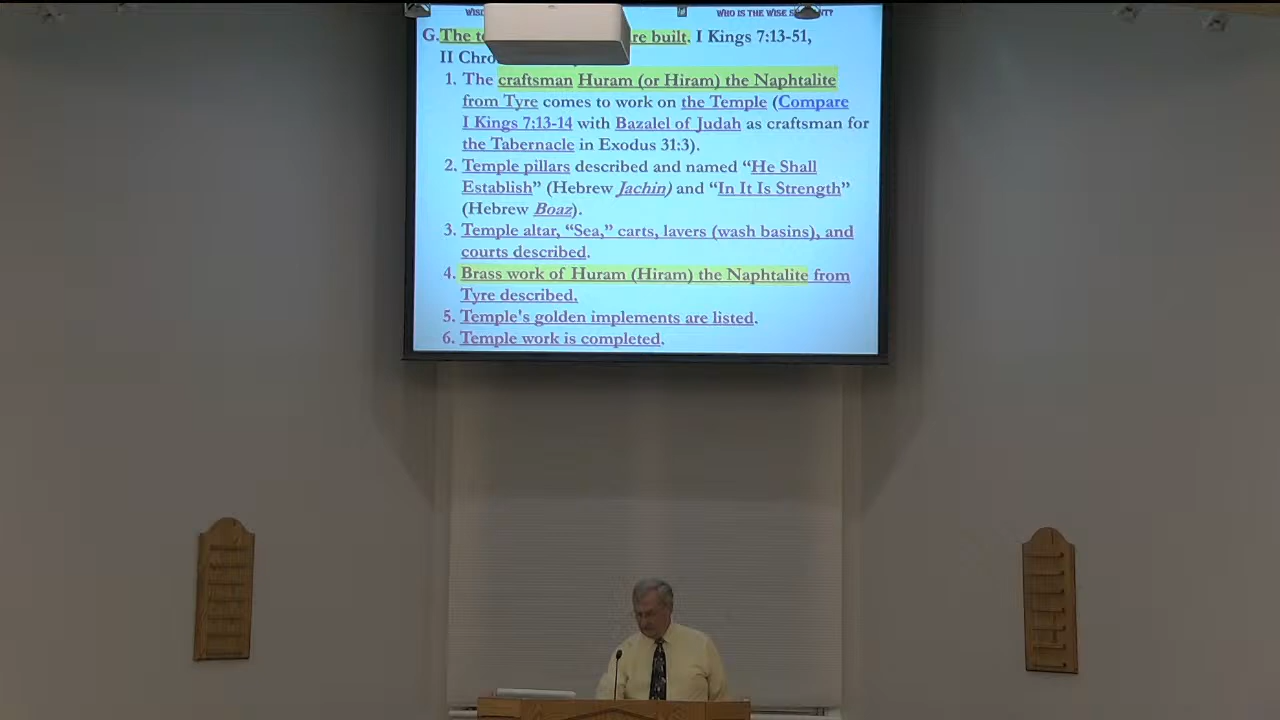 WHO IS THE WISE
G. The re built. I Kings 7:13-51,
II Chro
1. The craftsman Huram (or Hiram) the Naphtalite
from Tyre comes to work on the Temple (Compare
I Kings 7:13-14 with Bazalel of Judah as craftsman for
the Tabernacle in Exodus 31:3).
2. Temple pillars described and named “He Shall
Establish” (Hebrew Jachin) and “In It Is Strength”
(Hebrew Boaz).
3. Temple altar, “Sea,” carts, lavers (wash basins), and
courts described.
4. Brass work of Huram (Hiram) the Naphtalite from
Tyre described,
5. Temple's golden implements are listed.
6. Temple work is completed.